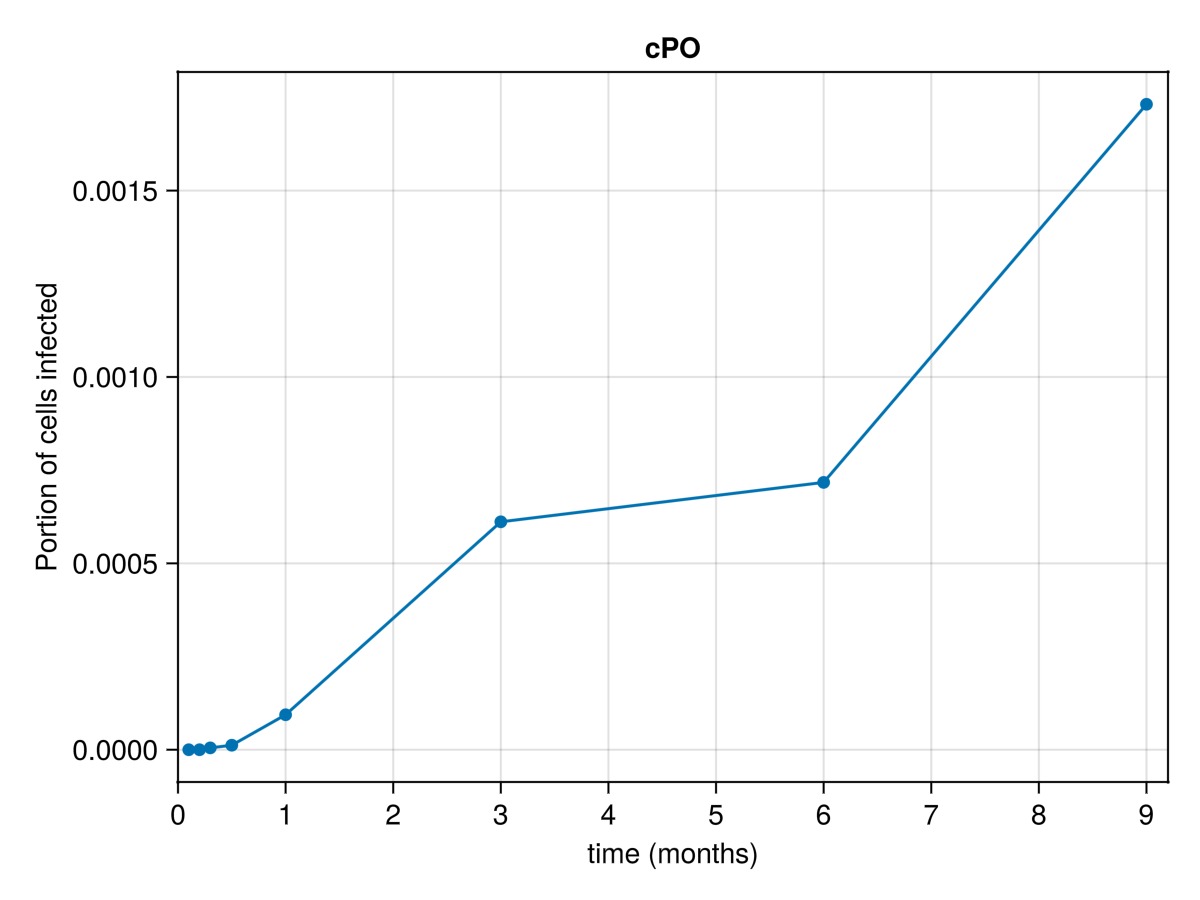 cPO
Portion of cells infected
0.0015
0.0010
0.0005
0.0000
0 1 2 3 4 5 6 7 8 9
time (months)